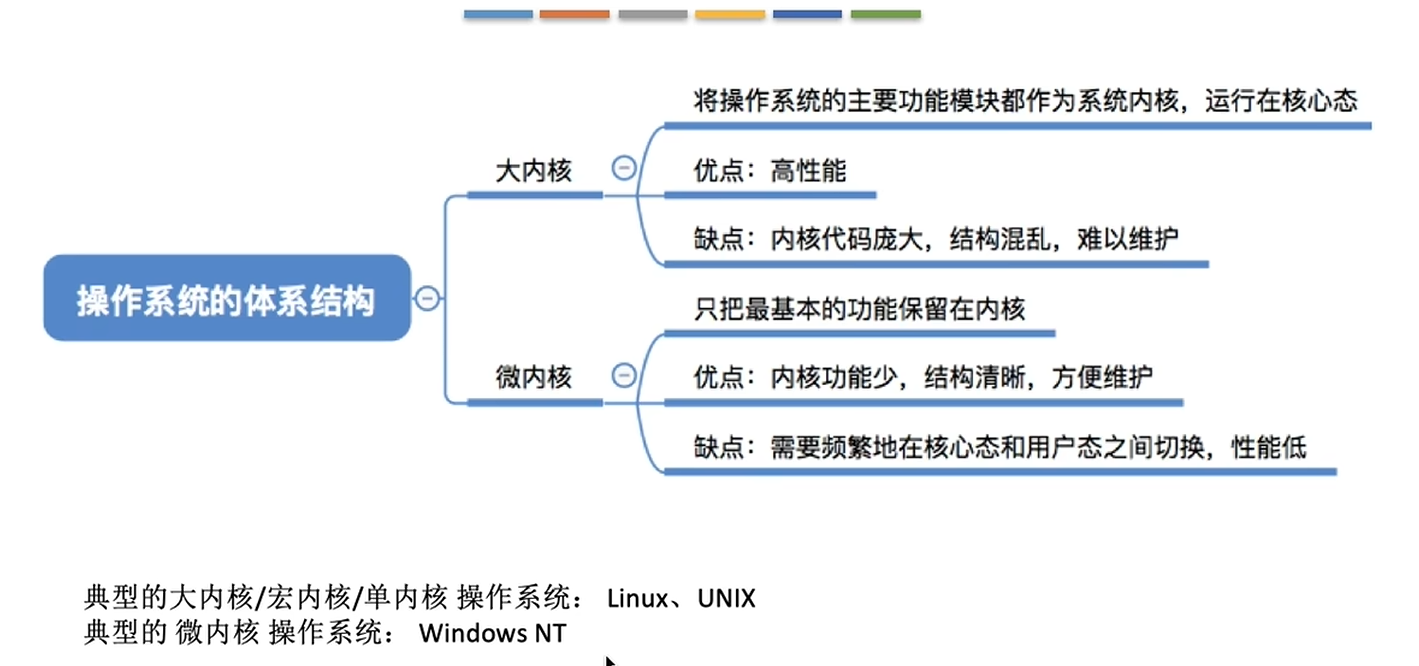 将操作系统的主要功能模块都作为系统内核，运行在核心态
大内核
优点：高性能
缺点：内核代码庞大，结构混乱，难以维护
操作系统的体系结构
只把最基本的功能保留在内核
微内核
优点：内核功能少，结构清晰，方便维护
缺点：需要频繁地在核心态和用户态之间切换，性能低
典型的大内核/宏内核/单内核 操作系统： Linux、UNIX
典型的 微内核 操作系统： Windows NT